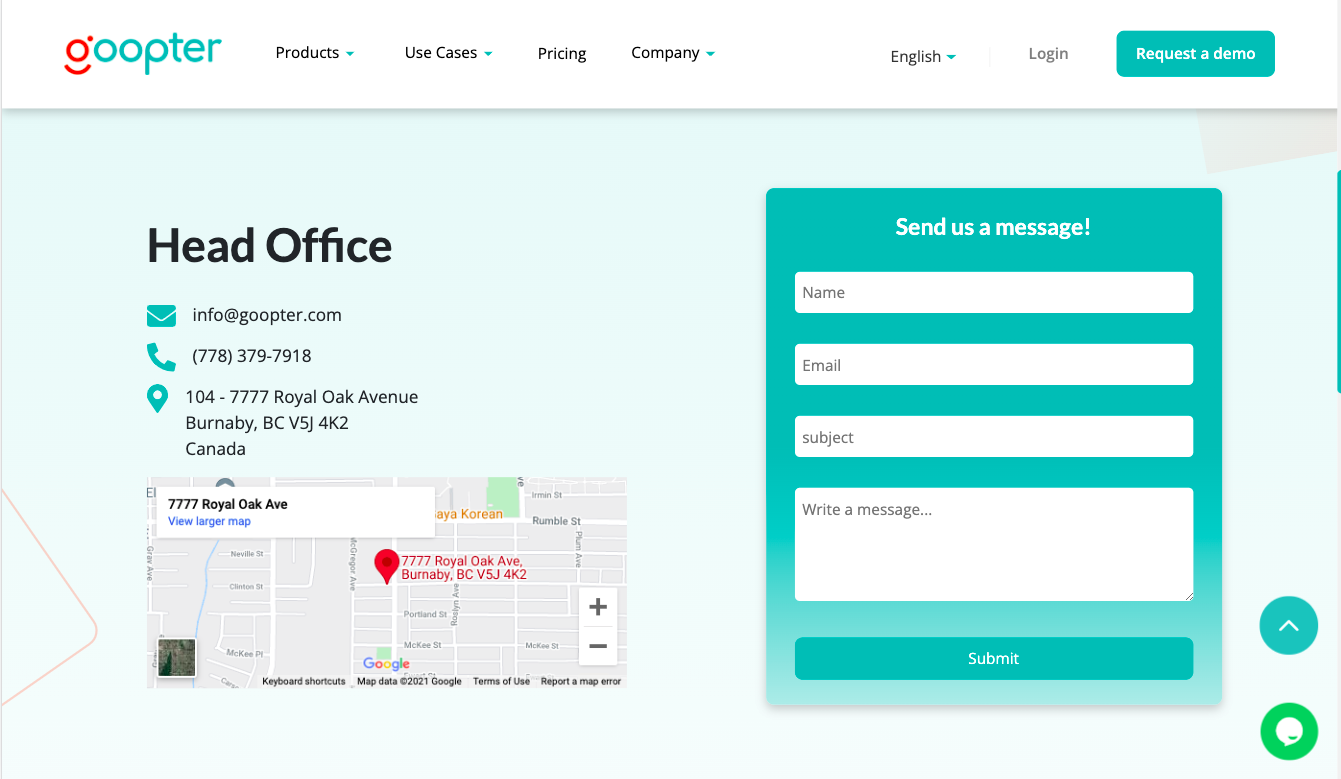 goopter
Products
Use Cases
Pricing
Company
English
Login
Request a demo
Head Office
info@goopter.com
(778) 379-7918
104 - 7777 Royal Oak Avenue
Burnaby, BC V5J 4K2
Canada
7777 Royal Oak Ave
View larger map
aya Korean
Irmin St
Rumble St
Plum Ave
Gray Ave
Neville St
McGregor Ave
7777 Royal Oak Ave,
Burnaby, BC V5J 4K2
Clinton St
Portland St
Roslyn Ave
McKee St
McKee St
McKee Pl
Google
Keyboard shortcuts
Map data ©2021 Google
Terms of Use
Report a map error
Send us a message!
Name
Email
subject
Write a message...
Submit